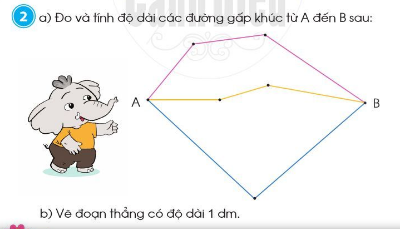 2 a) Đo và tính độ dài các đường gấp khúc từ A đến B sau:
A
B
b) Vẽ đoạn thẳng có độ dài 1 dm.